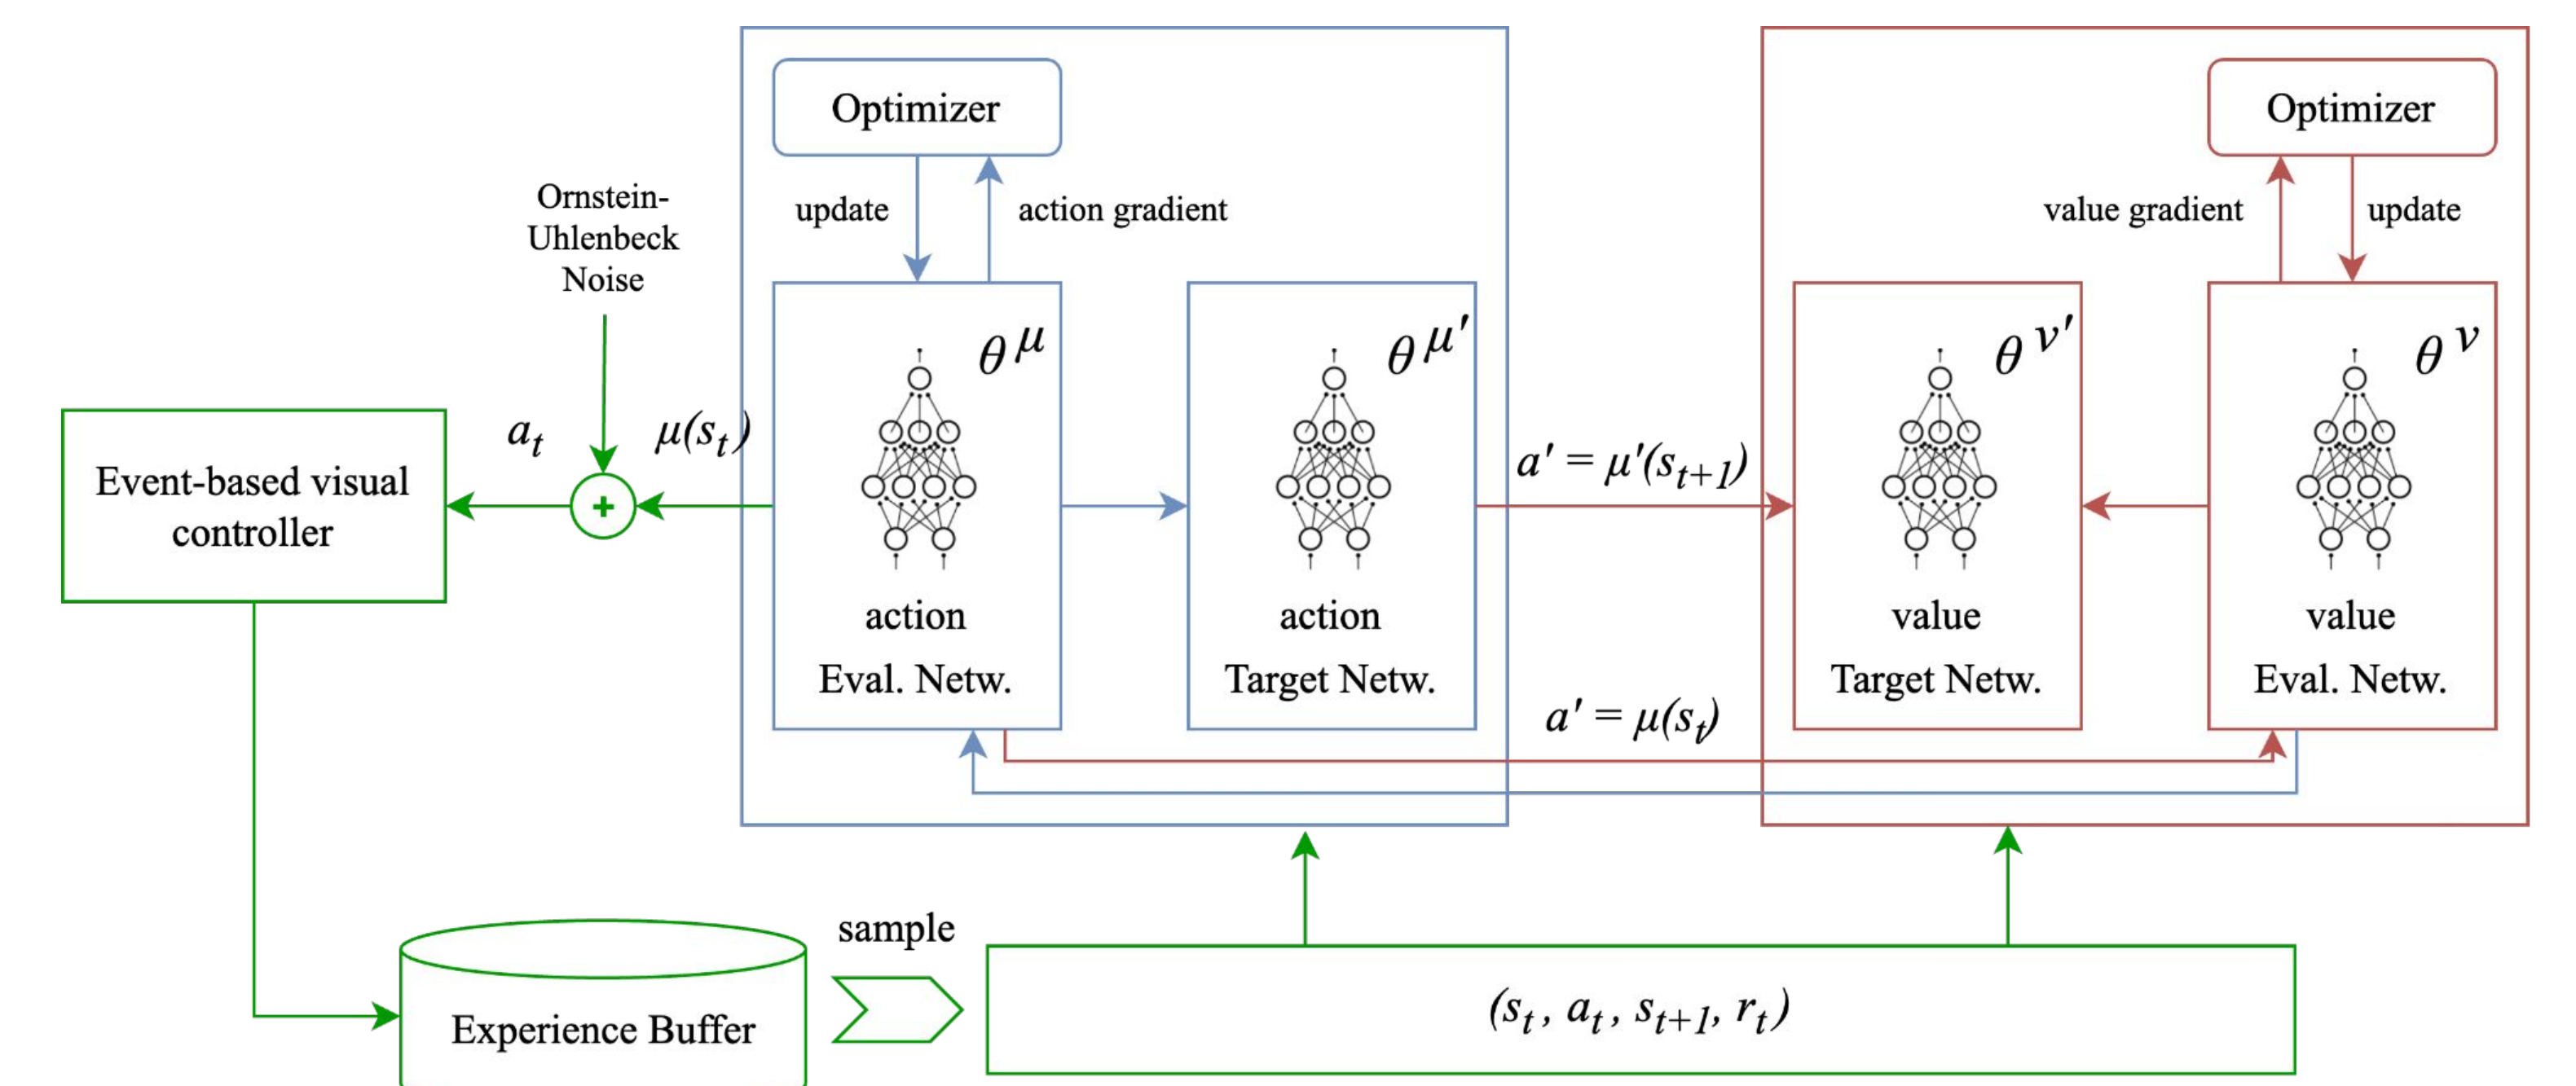 Optimizer
Optimizer
Ornstein-
Uhlenbeck
Noise
update
action gradient
value gradient
update
θ^μ
θ^μ'
θ^ν'
θ^ν
Event-based visual
controller
a_t
+
μ(s_t)
a' = μ'(s_{t+1})
action
Eval. Netw.
action
Target Netw.
value
Target Netw.
value
Eval. Netw.
a' = μ(s_t)
sample
Experience Buffer
(s_t, a_t, s_{t+1}, r_t)